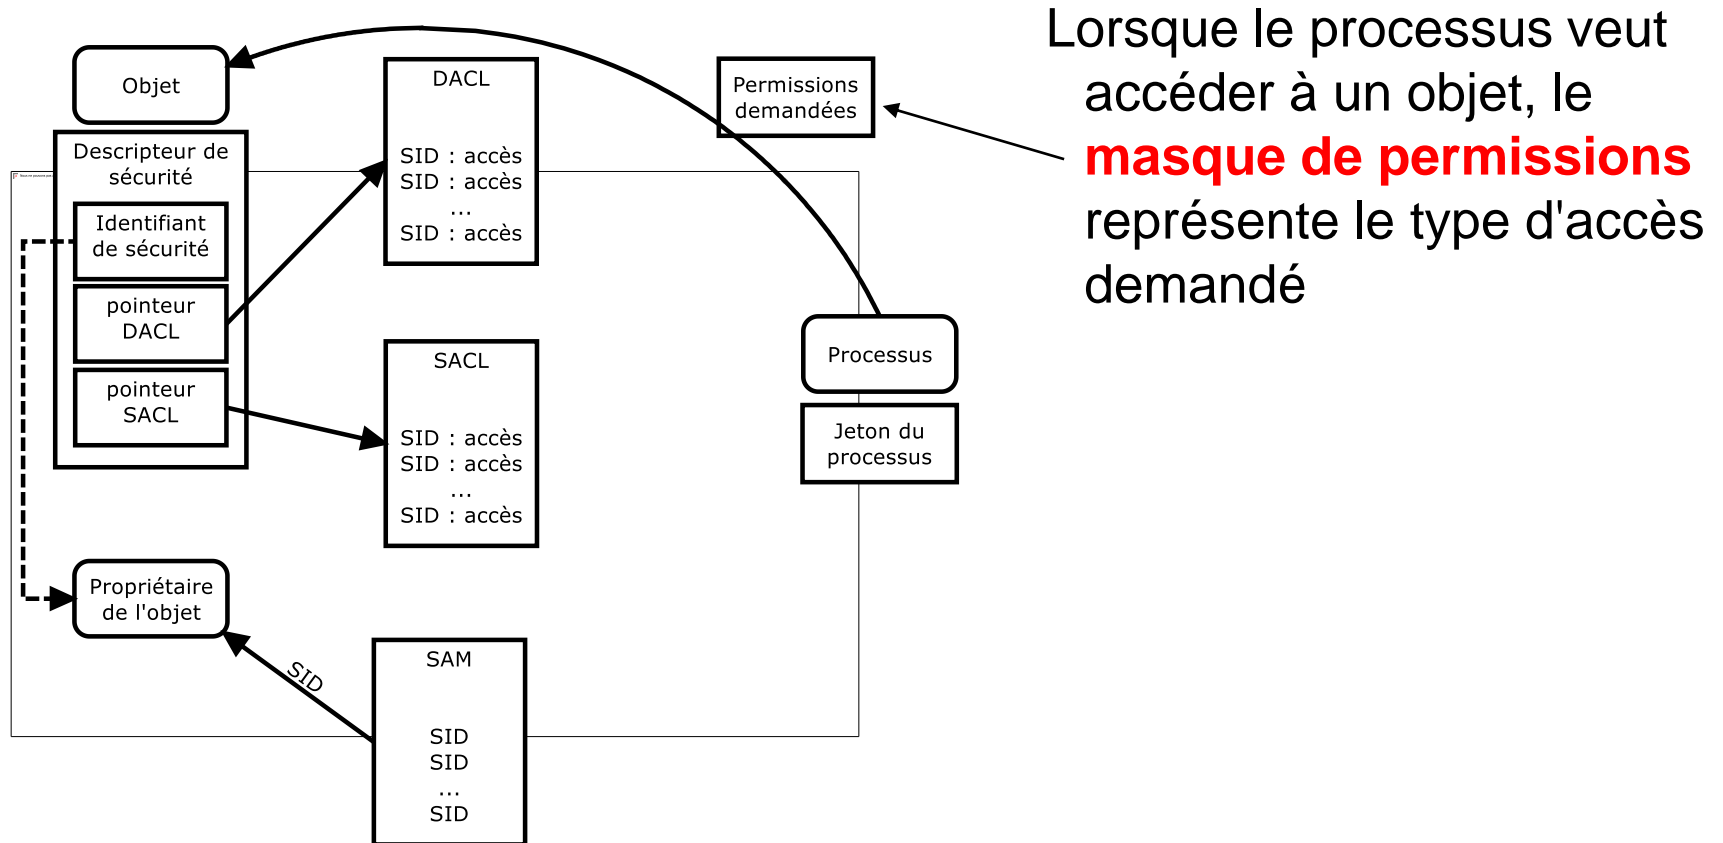 Lorsque le processus veut
accéder à un objet, le
masque de permissions
représente le type d'accès
demandé
Objet
Descripteur de
sécurité
Identifiant
de sécurité
pointeur
DACL
pointeur
SACL
Propriétaire
de l'objet
DACL
SID : accès
SID : accès
...
SID : accès
SACL
SID : accès
SID : accès
...
SID : accès
SID
SAM
SID
SID
...
SID
Permissions
demandées
Processus
Jeton du
processus